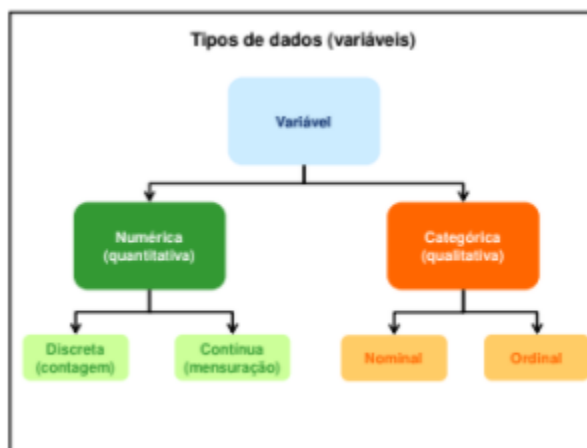 Tipos de dados (variáveis)
Variável
Numérica
(quantitativa)
Categórica
(qualitativa)
Discreta
(contagem)
Contínua
(mensuração)
Nominal
Ordinal